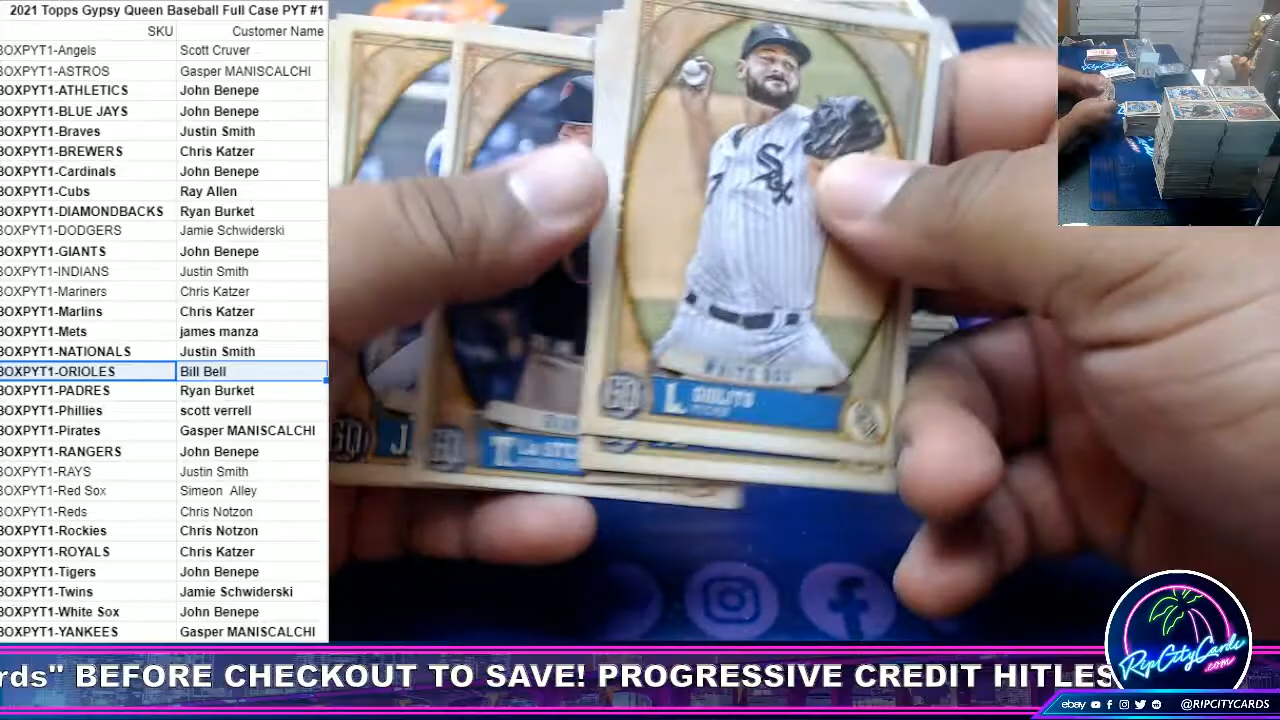 2021 Topps Gypsy Queen Baseball Full Case PYT #1
SKU Customer Name
BOXPYT1-Angels Scott Cruver
BOXPYT1-ASTROS Gasper MANISCALCHI
BOXPYT1-ATHLETICS John Benepe
BOXPYT1-BLUE JAYS John Benepe
BOXPYT1-Braves Justin Smith
BOXPYT1-BREWERS Chris Katzer
BOXPYT1-Cardinals John Benepe
BOXPYT1-Cubs Ray Allen
BOXPYT1-DIAMONDBACKS Ryan Burket
BOXPYT1-DODGERS Jamie Schwiderski
BOXPYT1-GIANTS John Benepe
BOXPYT1-INDIANS Justin Smith
BOXPYT1-Mariners Chris Katzer
BOXPYT1-Marlins Chris Katzer
BOXPYT1-Mets james manza
BOXPYT1-NATIONALS Justin Smith
BOXPYT1-ORIOLES Bill Bell
BOXPYT1-PADRES Ryan Burket
BOXPYT1-Phillies scott verrell
BOXPYT1-Pirates Gasper MANISCALCHI
BOXPYT1-RANGERS John Benepe
BOXPYT1-RAYS Justin Smith
BOXPYT1-Red Sox Simeon Alley
BOXPYT1-Reds Chris Notzon
BOXPYT1-Rockies Chris Notzon
BOXPYT1-ROYALS Chris Katzer
BOXPYT1-Tigers John Benepe
BOXPYT1-Twins Jamie Schwiderski
BOXPYT1-White Sox John Benepe
BOXPYT1-YANKEES Gasper MANISCALCHI
Sox
WHITE SOX
GQ L GIOLITO
GQ J.
GQ T.
rds" BEFORE CHECKOUT TO SAVE! PROGRESSIVE CREDIT HITLES
RipCityCards
.com
ebay @RIPCITYCARDS